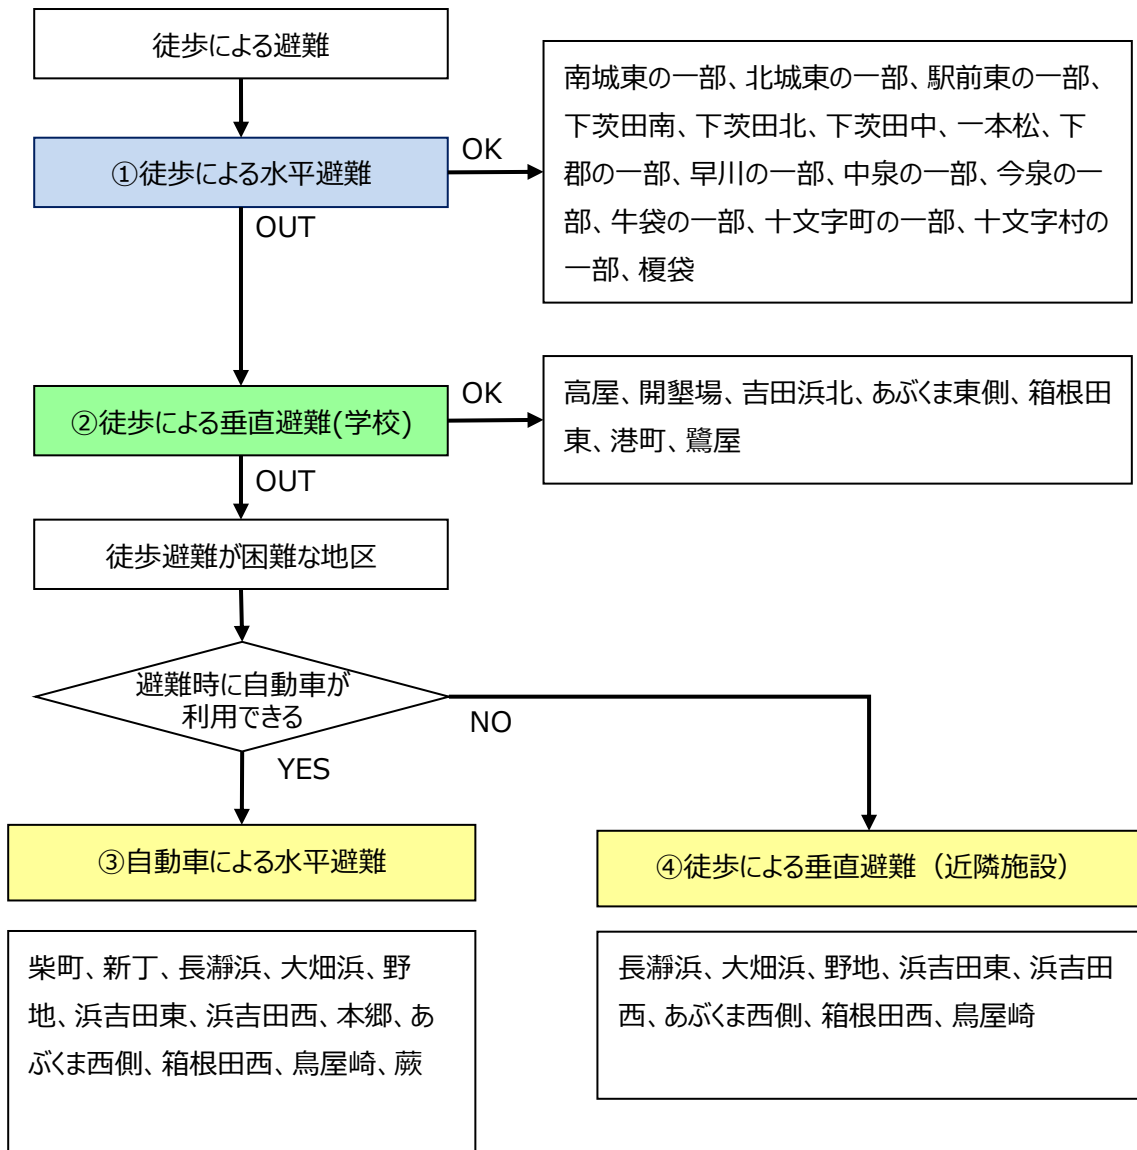 徒歩による避難
南城東の一部、北城東の一部、駅前東の一部、
下茨田南、下茨田北、下茨田中、一本松、下
郡の一部、早川の一部、中泉の一部、今泉の一
部、牛袋の一部、十文字町の一部、十文字村の
一部、榎袋
①徒歩による水平避難
OK
OUT
②徒歩による垂直避難(学校)
OK
高屋、開墾場、吉田浜北、あぶくま東側、箱根田
東、港町、鷺屋
OUT
徒歩避難が困難な地区
避難時に自動車が
利用できる
NO
YES
③自動車による水平避難
④徒歩による垂直避難（近隣施設）
柴町、新丁、長瀞浜、大畑浜、野
地、浜吉田東、浜吉田西、本郷、あ
ぶくま西側、箱根田西、鳥屋崎、蕨
長瀞浜、大畑浜、野地、浜吉田東、浜吉田
西、あぶくま西側、箱根田西、鳥屋崎